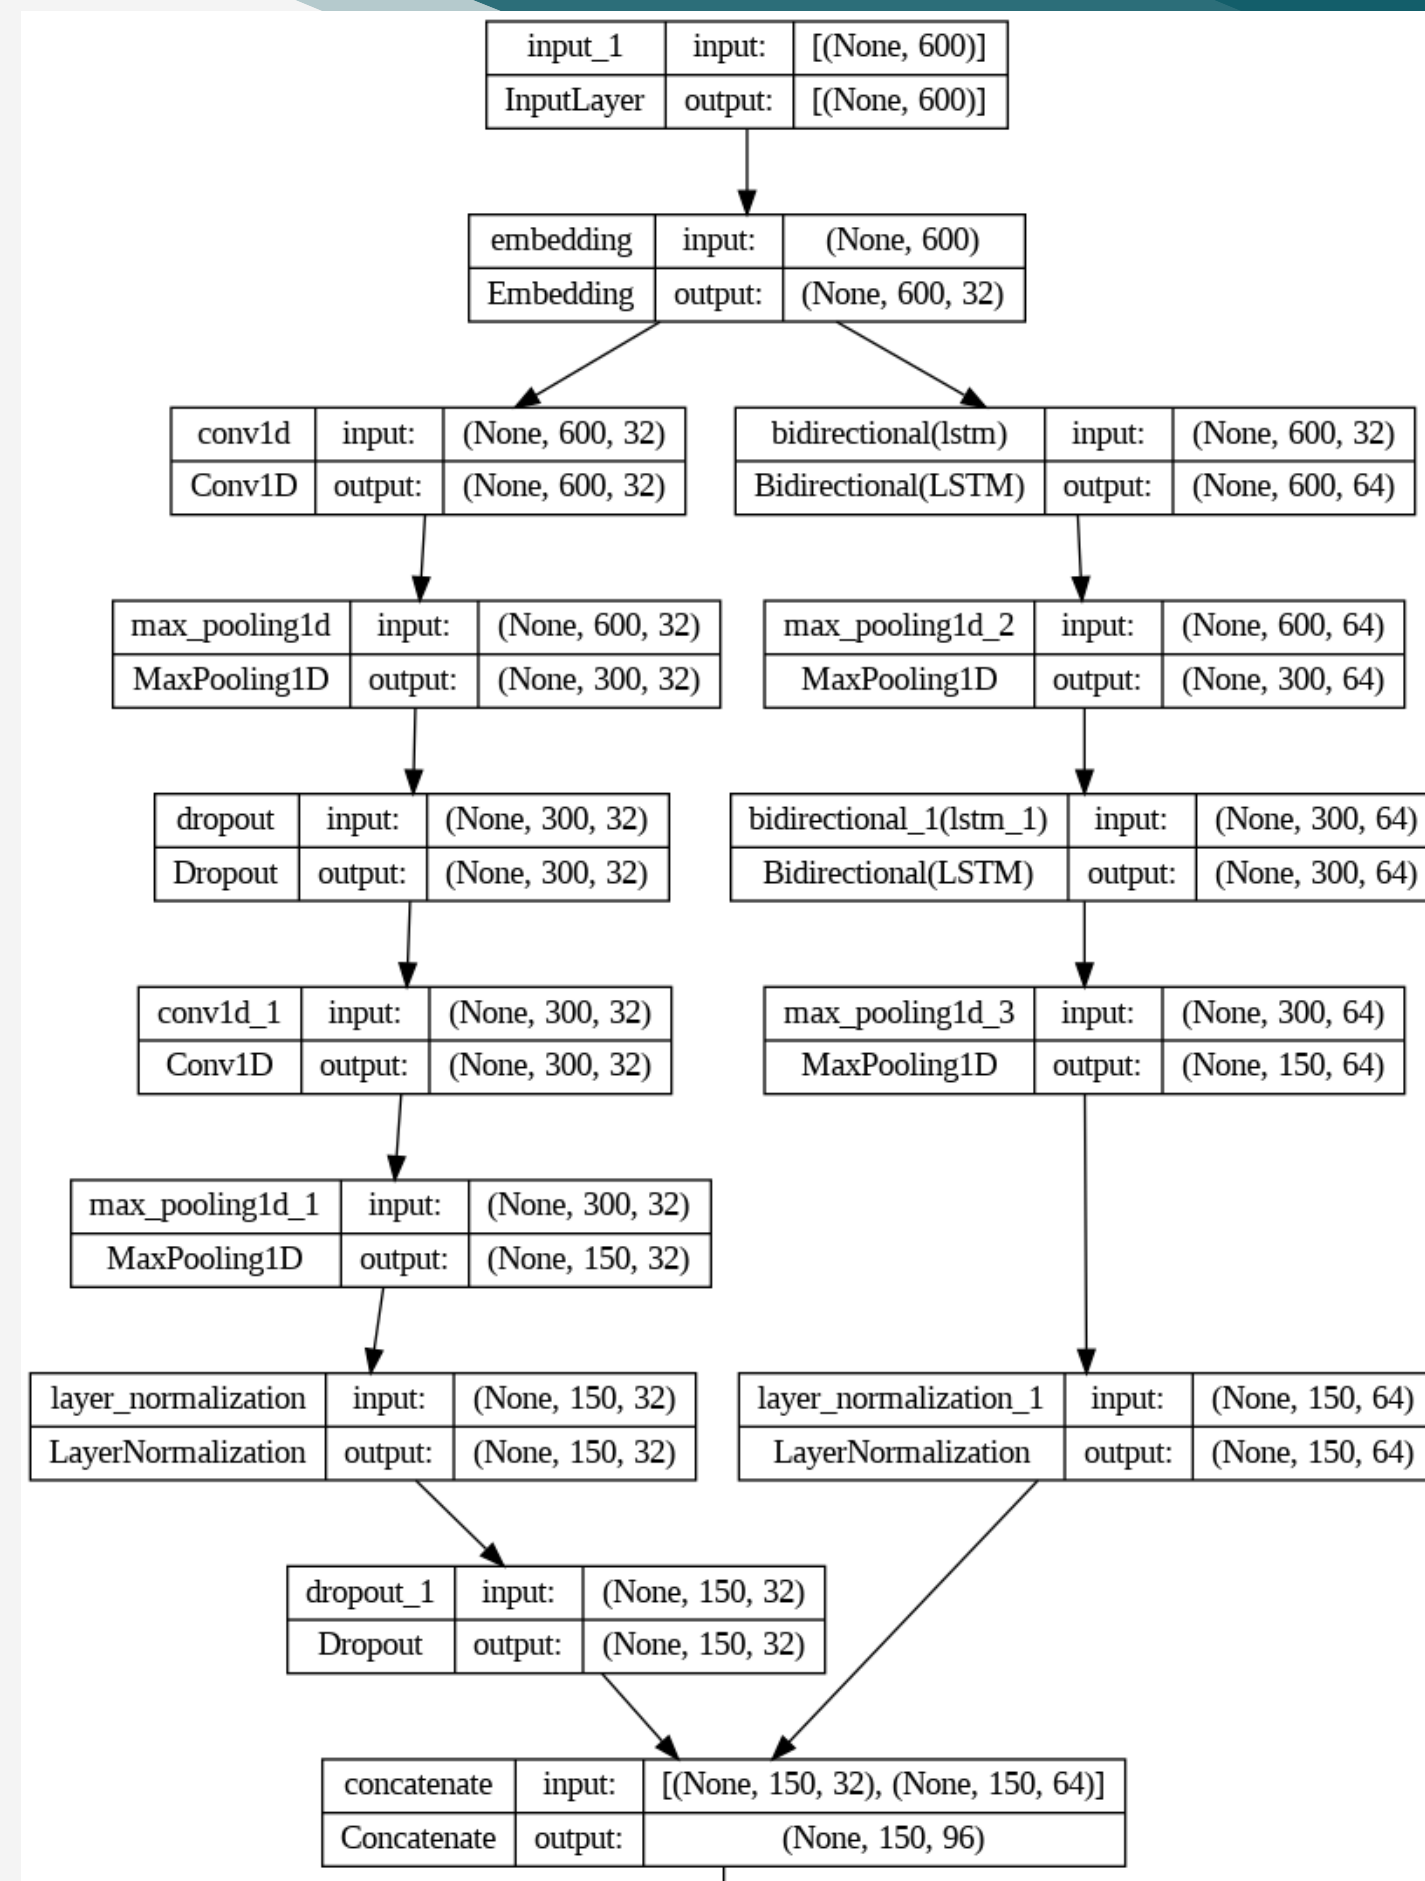 input_1 input: [(None, 600)]
InputLayer output: [(None, 600)]
embedding input: (None, 600)
Embedding output: (None, 600, 32)
conv1d input: (None, 600, 32)
Conv1D output: (None, 600, 32)
bidirectional(lstm) input: (None, 600, 32)
Bidirectional(LSTM) output: (None, 600, 64)
max_pooling1d input: (None, 600, 32)
MaxPooling1D output: (None, 300, 32)
max_pooling1d_2 input: (None, 600, 64)
MaxPooling1D output: (None, 300, 64)
dropout input: (None, 300, 32)
Dropout output: (None, 300, 32)
bidirectional_1(lstm_1) input: (None, 300, 64)
Bidirectional(LSTM) output: (None, 300, 64)
conv1d_1 input: (None, 300, 32)
Conv1D output: (None, 300, 32)
max_pooling1d_3 input: (None, 300, 64)
MaxPooling1D output: (None, 150, 64)
max_pooling1d_1 input: (None, 300, 32)
MaxPooling1D output: (None, 150, 32)
layer_normalization input: (None, 150, 32)
LayerNormalization output: (None, 150, 32)
layer_normalization_1 input: (None, 150, 64)
LayerNormalization output: (None, 150, 64)
dropout_1 input: (None, 150, 32)
Dropout output: (None, 150, 32)
concatenate input: [(None, 150, 32), (None, 150, 64)]
Concatenate output: (None, 150, 96)